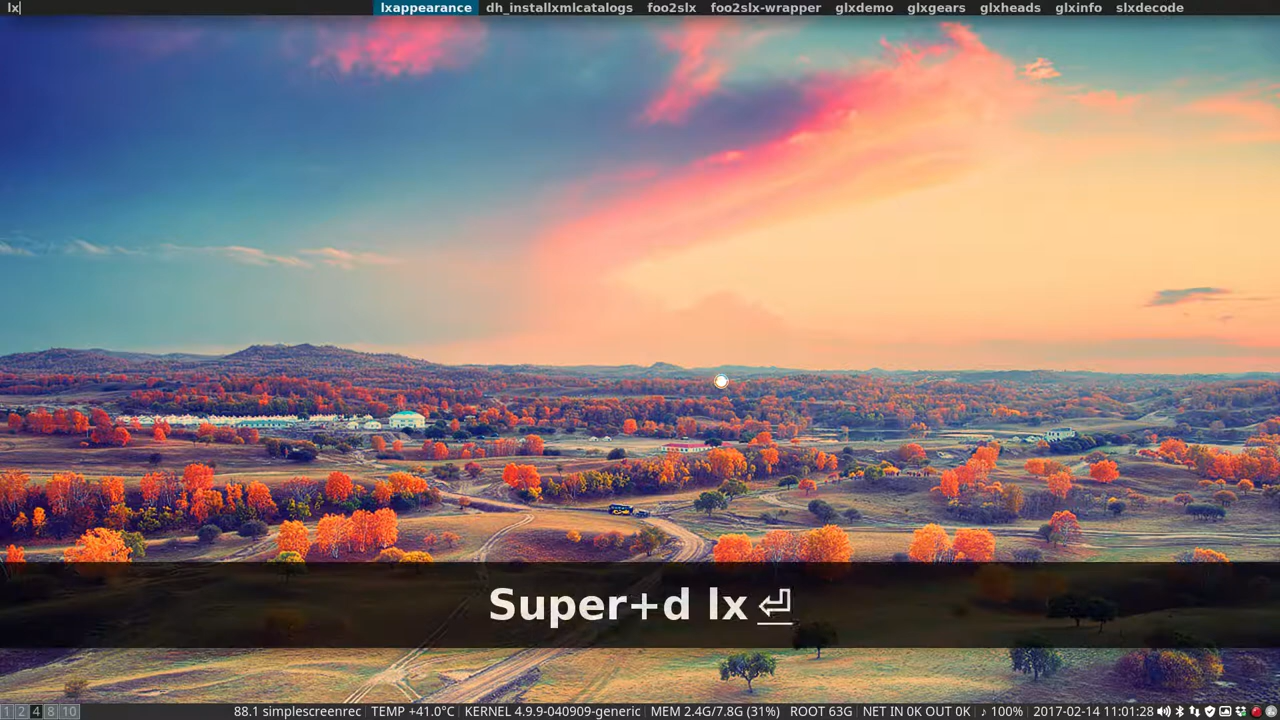 lx lxappearance dh_installxmlcatalogs foo2slx foo2slx-wrapper glxdemo glxgears glxheads glxinfo slxdecode
Super+d lx ⏎
1 2 4 8 10 88.1 simplescreenrec TEMP +41.0°C KERNEL 4.9.9-040909-generic MEM 2.4G/7.8G (31%) ROOT 63G NET IN 0K OUT 0K ♪ 100% 2017-02-14 11:01:28